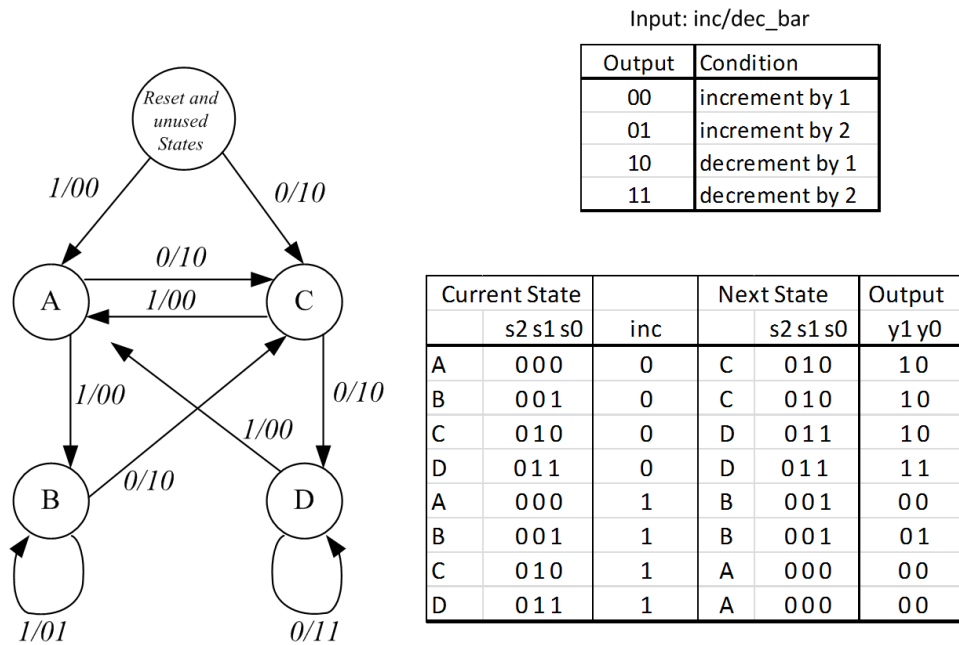 Input: inc/dec_bar
Output Condition
00 increment by 1
01 increment by 2
10 decrement by 1
11 decrement by 2
Reset and
unused
States
1/00
0/10
0/10
A
1/00
C
1/00
0/10
1/00
B
0/10
D
1/01
0/11
Current State Next State Output
s2 s1 s0 inc s2 s1 s0 y1 y0
A 0 0 0 0 C 0 1 0 1 0
B 0 0 1 0 C 0 1 0 1 0
C 0 1 0 0 D 0 1 1 1 0
D 0 1 1 0 D 0 1 1 1 1
A 0 0 0 1 B 0 0 1 0 0
B 0 0 1 1 B 0 0 1 0 1
C 0 1 0 1 A 0 0 0 0 0
D 0 1 1 1 A 0 0 0 0 0